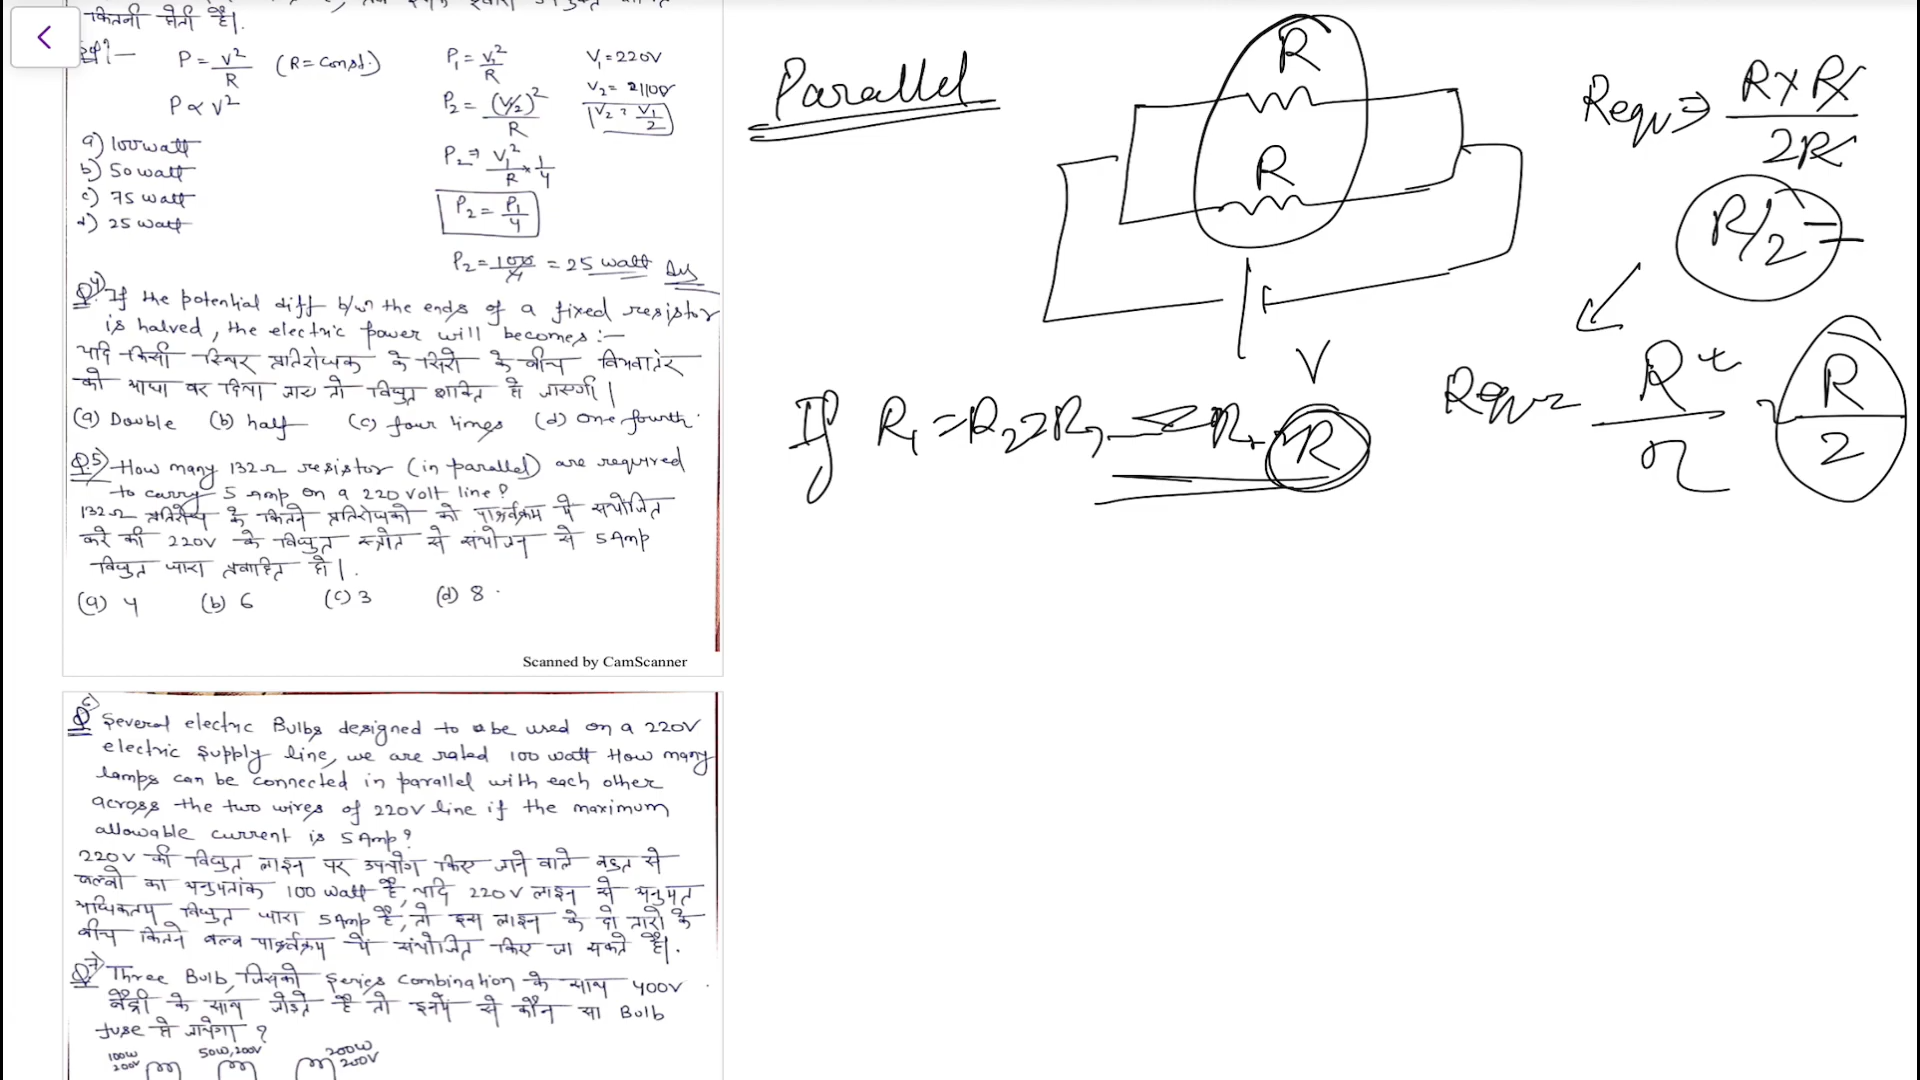 कितनी होती है।
P = V²/R (R = Const.)
P ∝ V²
P₁ = V₁²/R
V₁ = 220V
P₂ = (V/2)²/R
V₂ = 110V
V₂ = V₁/2
P₂ = V₁²/R × 1/4
P₂ = P₁/4
a) 100 watt
b) 50 watt
c) 75 watt
d) 25 watt
P₂ = 100/4 = 25 watt Ans
Q.4) If the potential diff b/w the ends of a fixed resistor
is halved, the electric power will becomes:—
यदि किसी स्थिर प्रतिरोधक के सिरो के बीच विभवांतर
को आधा कर दिया जाए तो विद्युत शक्ति हो जाएगी।
(a) Double (b) half (c) four times (d) one fourth.
Q.5) How many 132Ω resistor (in parallel) are required
to carry 5 Amp on a 220 Volt line?
132Ω प्रतिरोध के कितने प्रतिरोधको को पार्श्वक्रम में संयोजित
करे की 220V के विद्युत स्त्रोत से संयोजन से 5Amp
विद्युत धारा प्रवाहित हो।.
(a) 4 (b) 6 (c) 3 (d) 8.
Scanned by CamScanner
Q6) Several electric Bulbs designed to be used on a 220V
electric supply line, we are rated 100 watt How many
lamps can be connected in parallel with each other
across the two wires of 220V line if the maximum
allowable current is 5Amp?
220V की विद्युत लाइन पर उपयोग किए जाने वाले बहुत से
बल्बो का अनुमतांक 100 watt है, यदि 220V लाइन से अनुमत
अधिकतम विद्युत धारा 5Amp है, तो इस लाइन के दो तारो के
बीच कितने बल्ब पार्श्वक्रम में संयोजित किए जा सकते है।.
Q7) Three Bulb, जिसको Series Combination के साथ 400V
बैट्री के साथ जोड़ते है तो इनमे से कौन सा Bulb
fuse हो जायेगा ?
100W 200V
50W, 200V
200W 200V
Parallel
R
R
V
Requ ⇒ R×R/2R
R/2 =
If R₁ = R₂ = R₃ = R
Requ = R/n = R/2